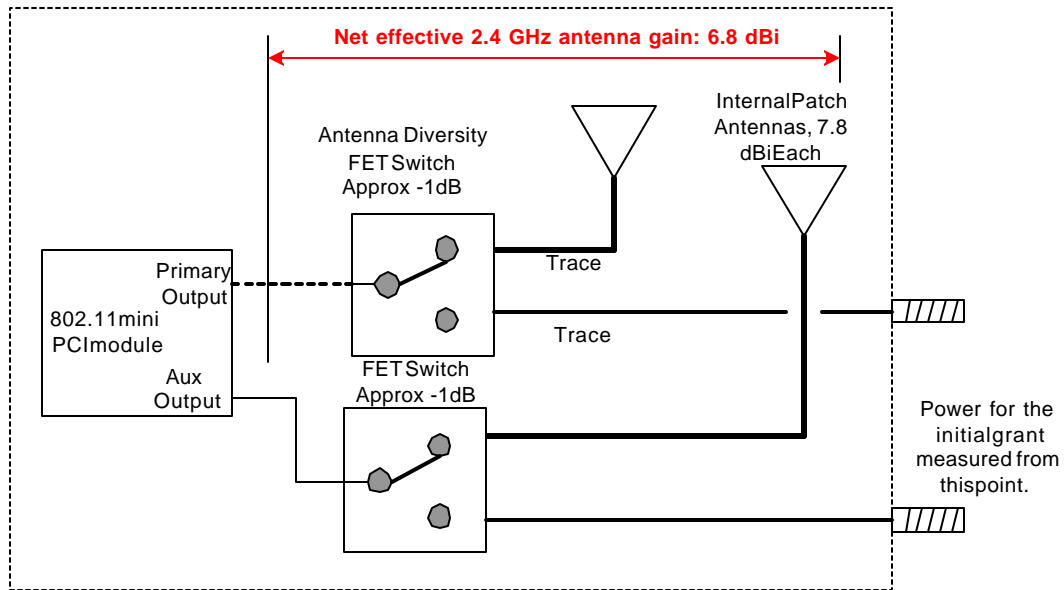 Net effective 2.4 GHz antenna gain: 6.8 dBi
InternalPatch
Antennas, 7.8
dBiEach
Antenna Diversity
FETSwitch
Approx -1dB
Trace
Primary
Output
802.11mini
PCImodule
Aux
Output
Trace
FETSwitch
Approx -1dB
Power for the
initialgrant
measured from
thispoint.